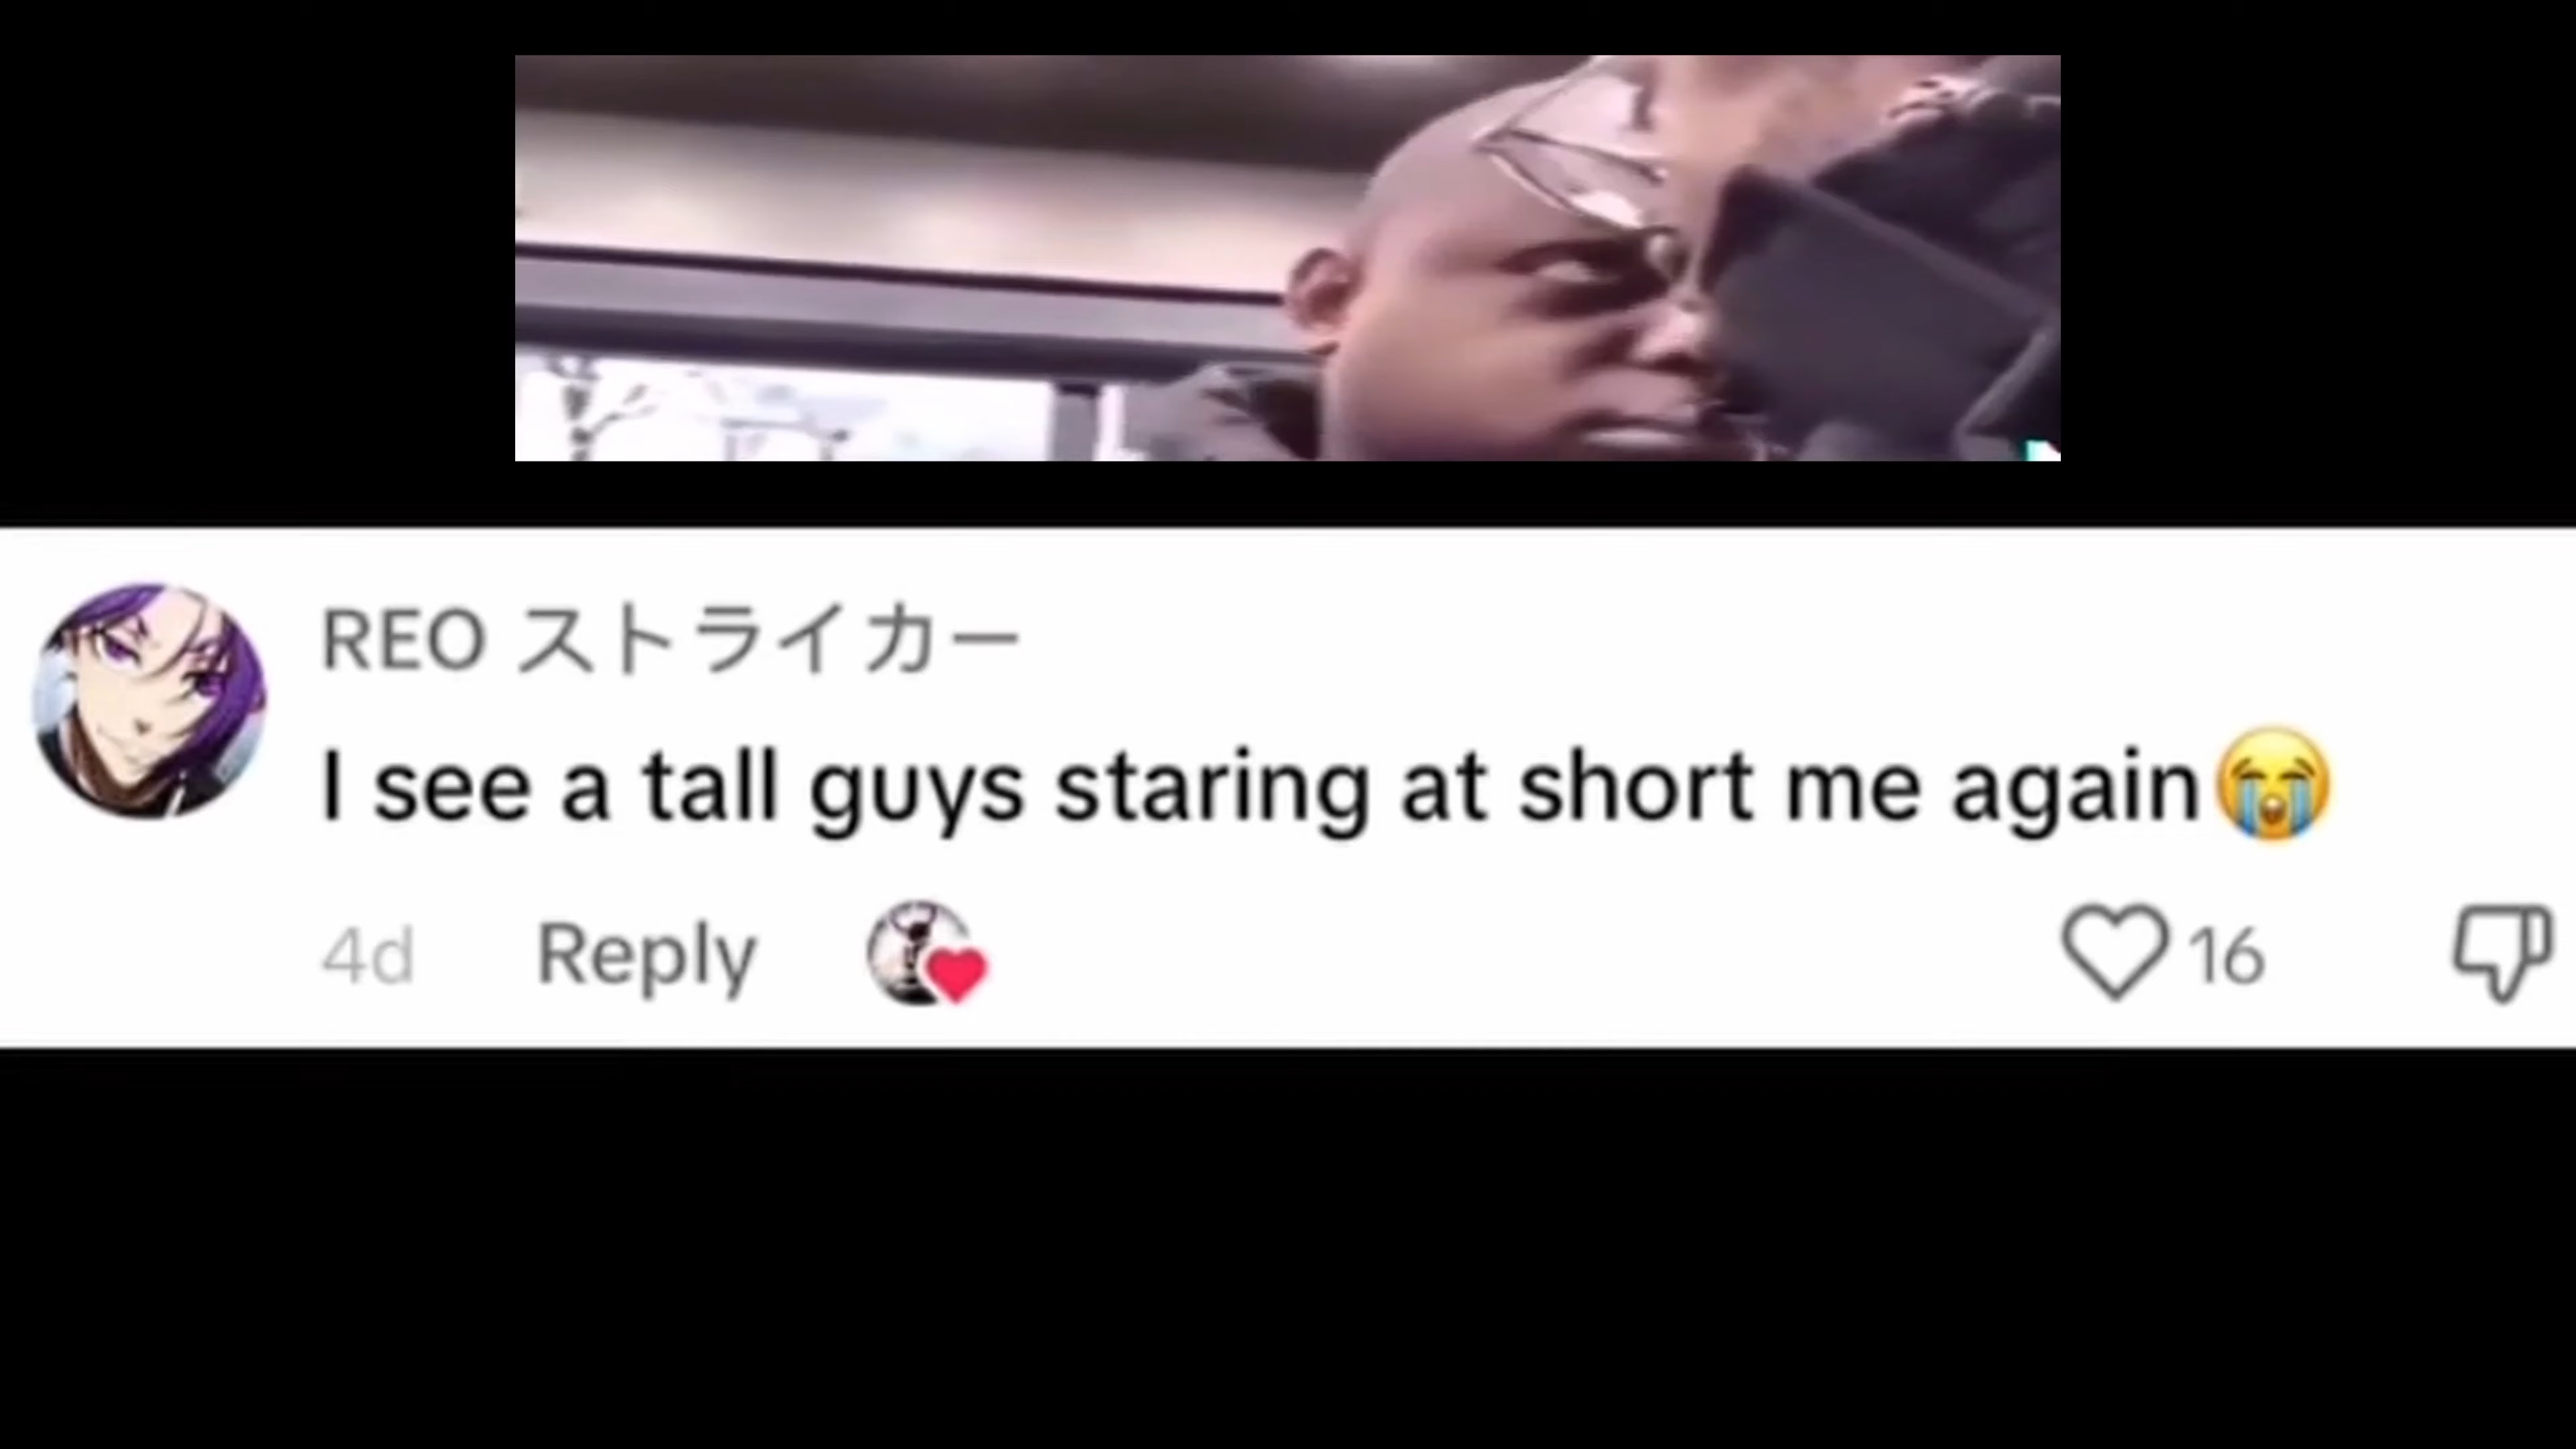 REO ストライカー
I see a tall guys staring at short me again😭
4d Reply 16